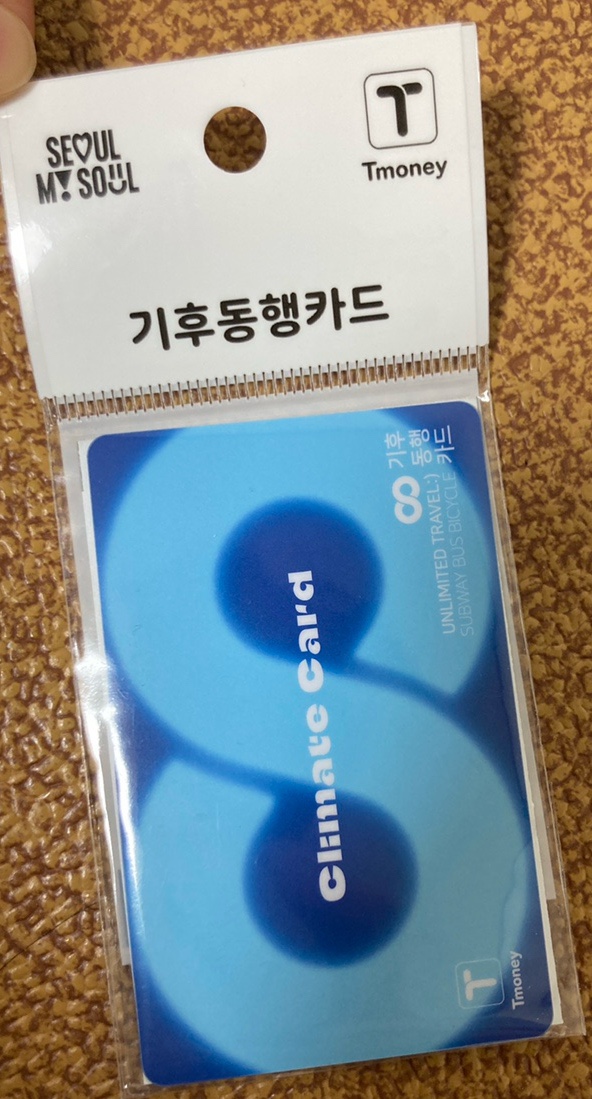 SEOUL
MY SOUL
T
Tmoney
기후동행카드
기후
동행
카드
UNLIMITED TRAVEL:)
SUBWAY BUS BICYCLE
Climate Card
T
Tmoney